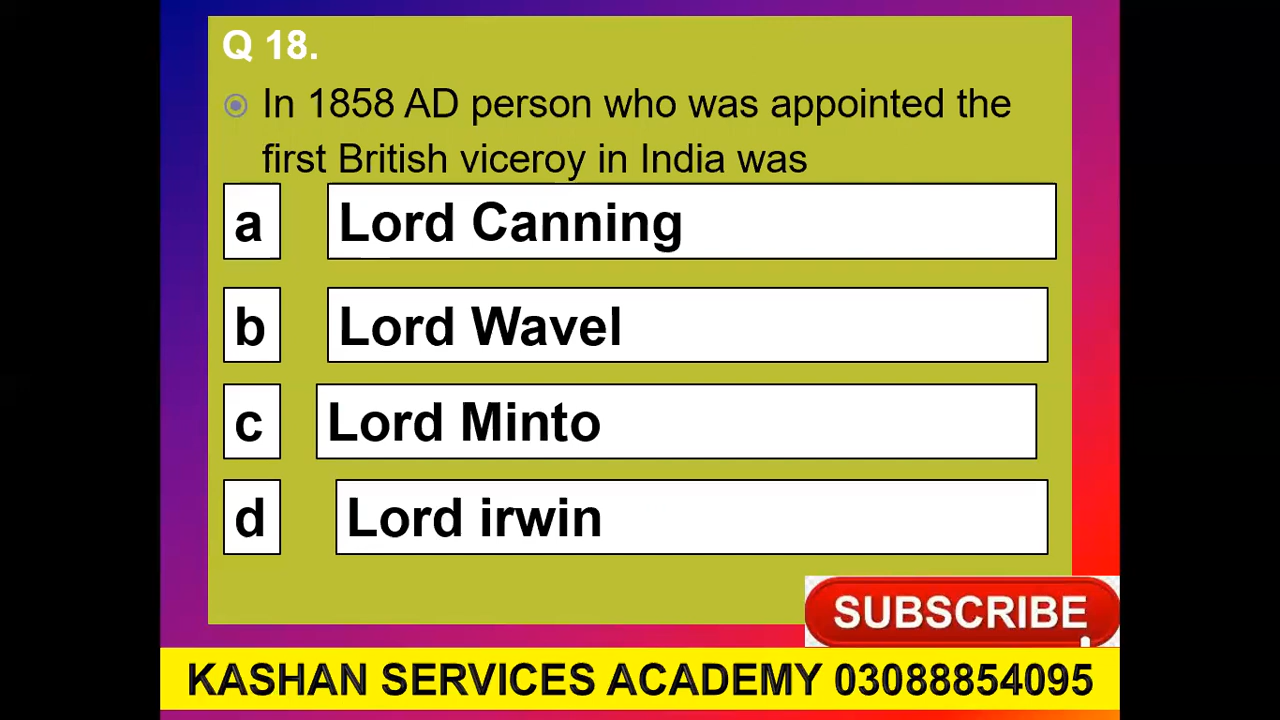 Q 18.
In 1858 AD person who was appointed the
first British viceroy in India was
a Lord Canning
b Lord Wavel
c Lord Minto
d Lord irwin
SUBSCRIBE
KASHAN SERVICES ACADEMY 03088854095